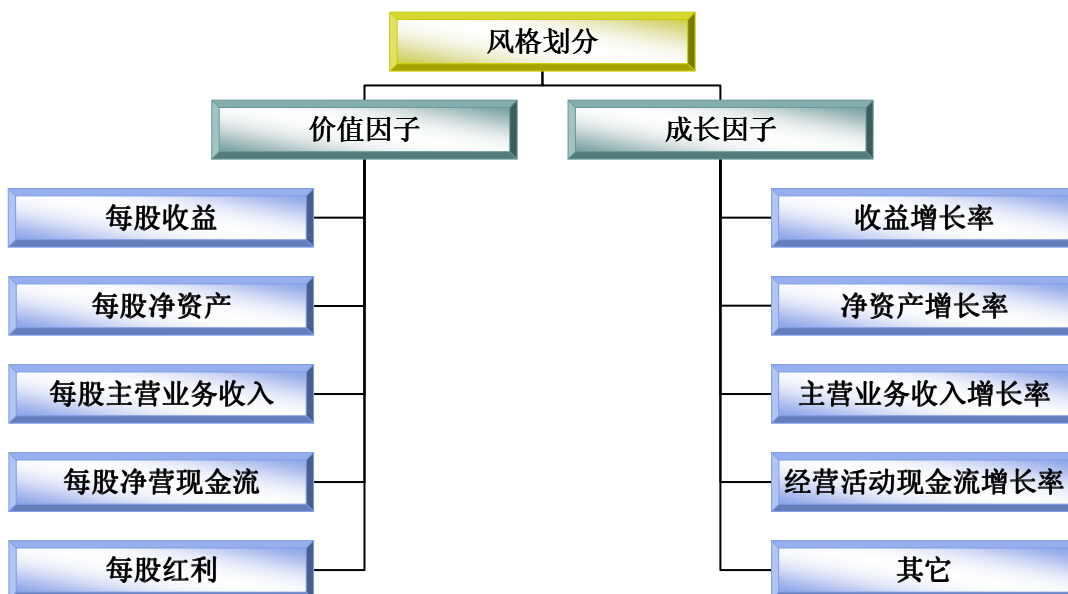 风格划分
价值因子
成长因子
每股收益
每股净资产
每股主营业务收入
每股净营现金流
每股红利
收益增长率
净资产增长率
主营业务收入增长率
经营活动现金流增长率
其它